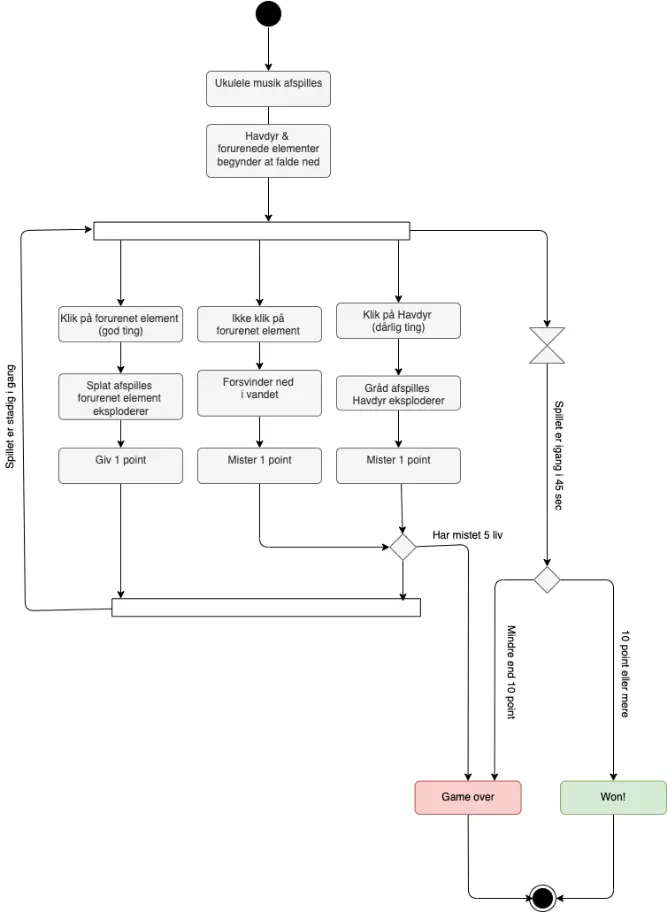 Ukulele musik afspilles
Havdyr &
forurenede elementer
begynder at falde ned
Klik på forurenet element
(god ting)
Ikke klik på
forurenet element
Klik på Havdyr
(dårlig ting)
Splat afspilles
forurenet element
eksploderer
Forsvinder ned
i vandet
Gråd afspilles
Havdyr eksploderer
Giv 1 point
Mister 1 point
Mister 1 point
Spillet er stadig i gang
Spillet er igang i 45 sec
Har mistet 5 liv
Mindre end 10 point
10 point eller mere
Game over
Won!